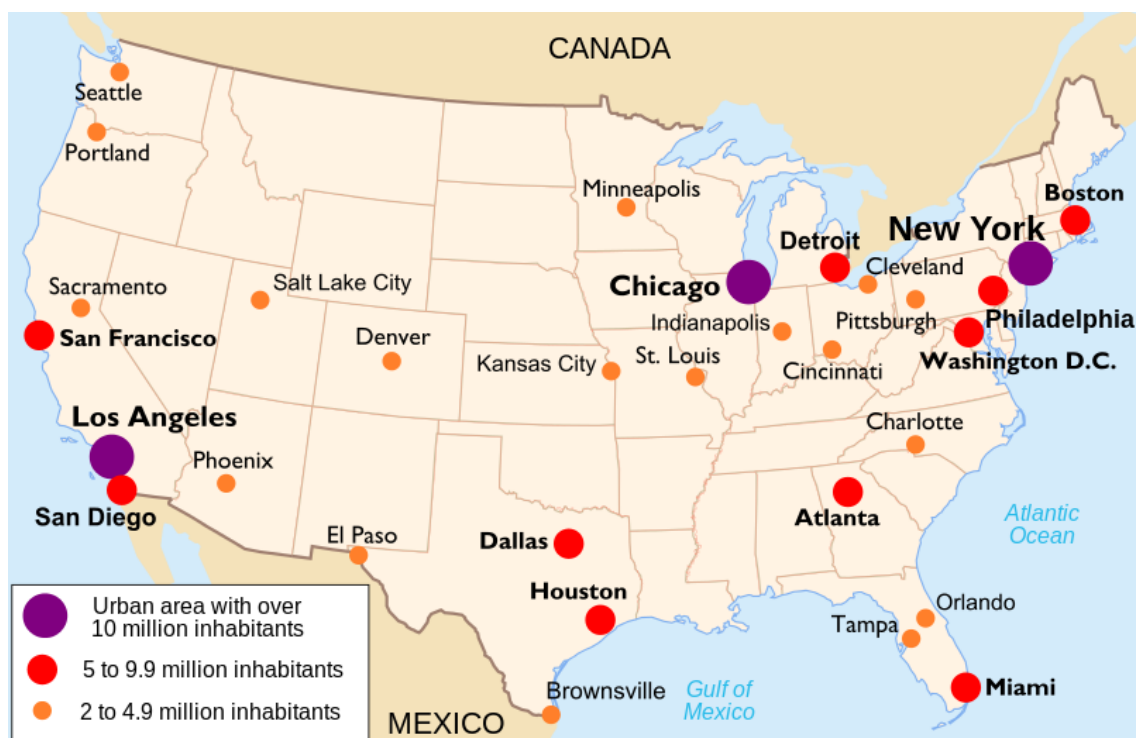 CANADA
Seattle
Portland
Minneapolis
Boston
New York
Detroit
Cleveland
Chicago
Sacramento
Salt Lake City
San Francisco
Denver
Indianapolis
Pittsburgh
Philadelphia
Kansas City
St. Louis
Cincinnati
Washington D.C.
Los Angeles
Charlotte
Phoenix
San Diego
El Paso
Dallas
Atlanta
Atlantic
Ocean
Houston
Orlando
Tampa
Brownsville
Gulf of
Mexico
Miami
MEXICO
Urban area with over
10 million inhabitants
5 to 9.9 million inhabitants
2 to 4.9 million inhabitants